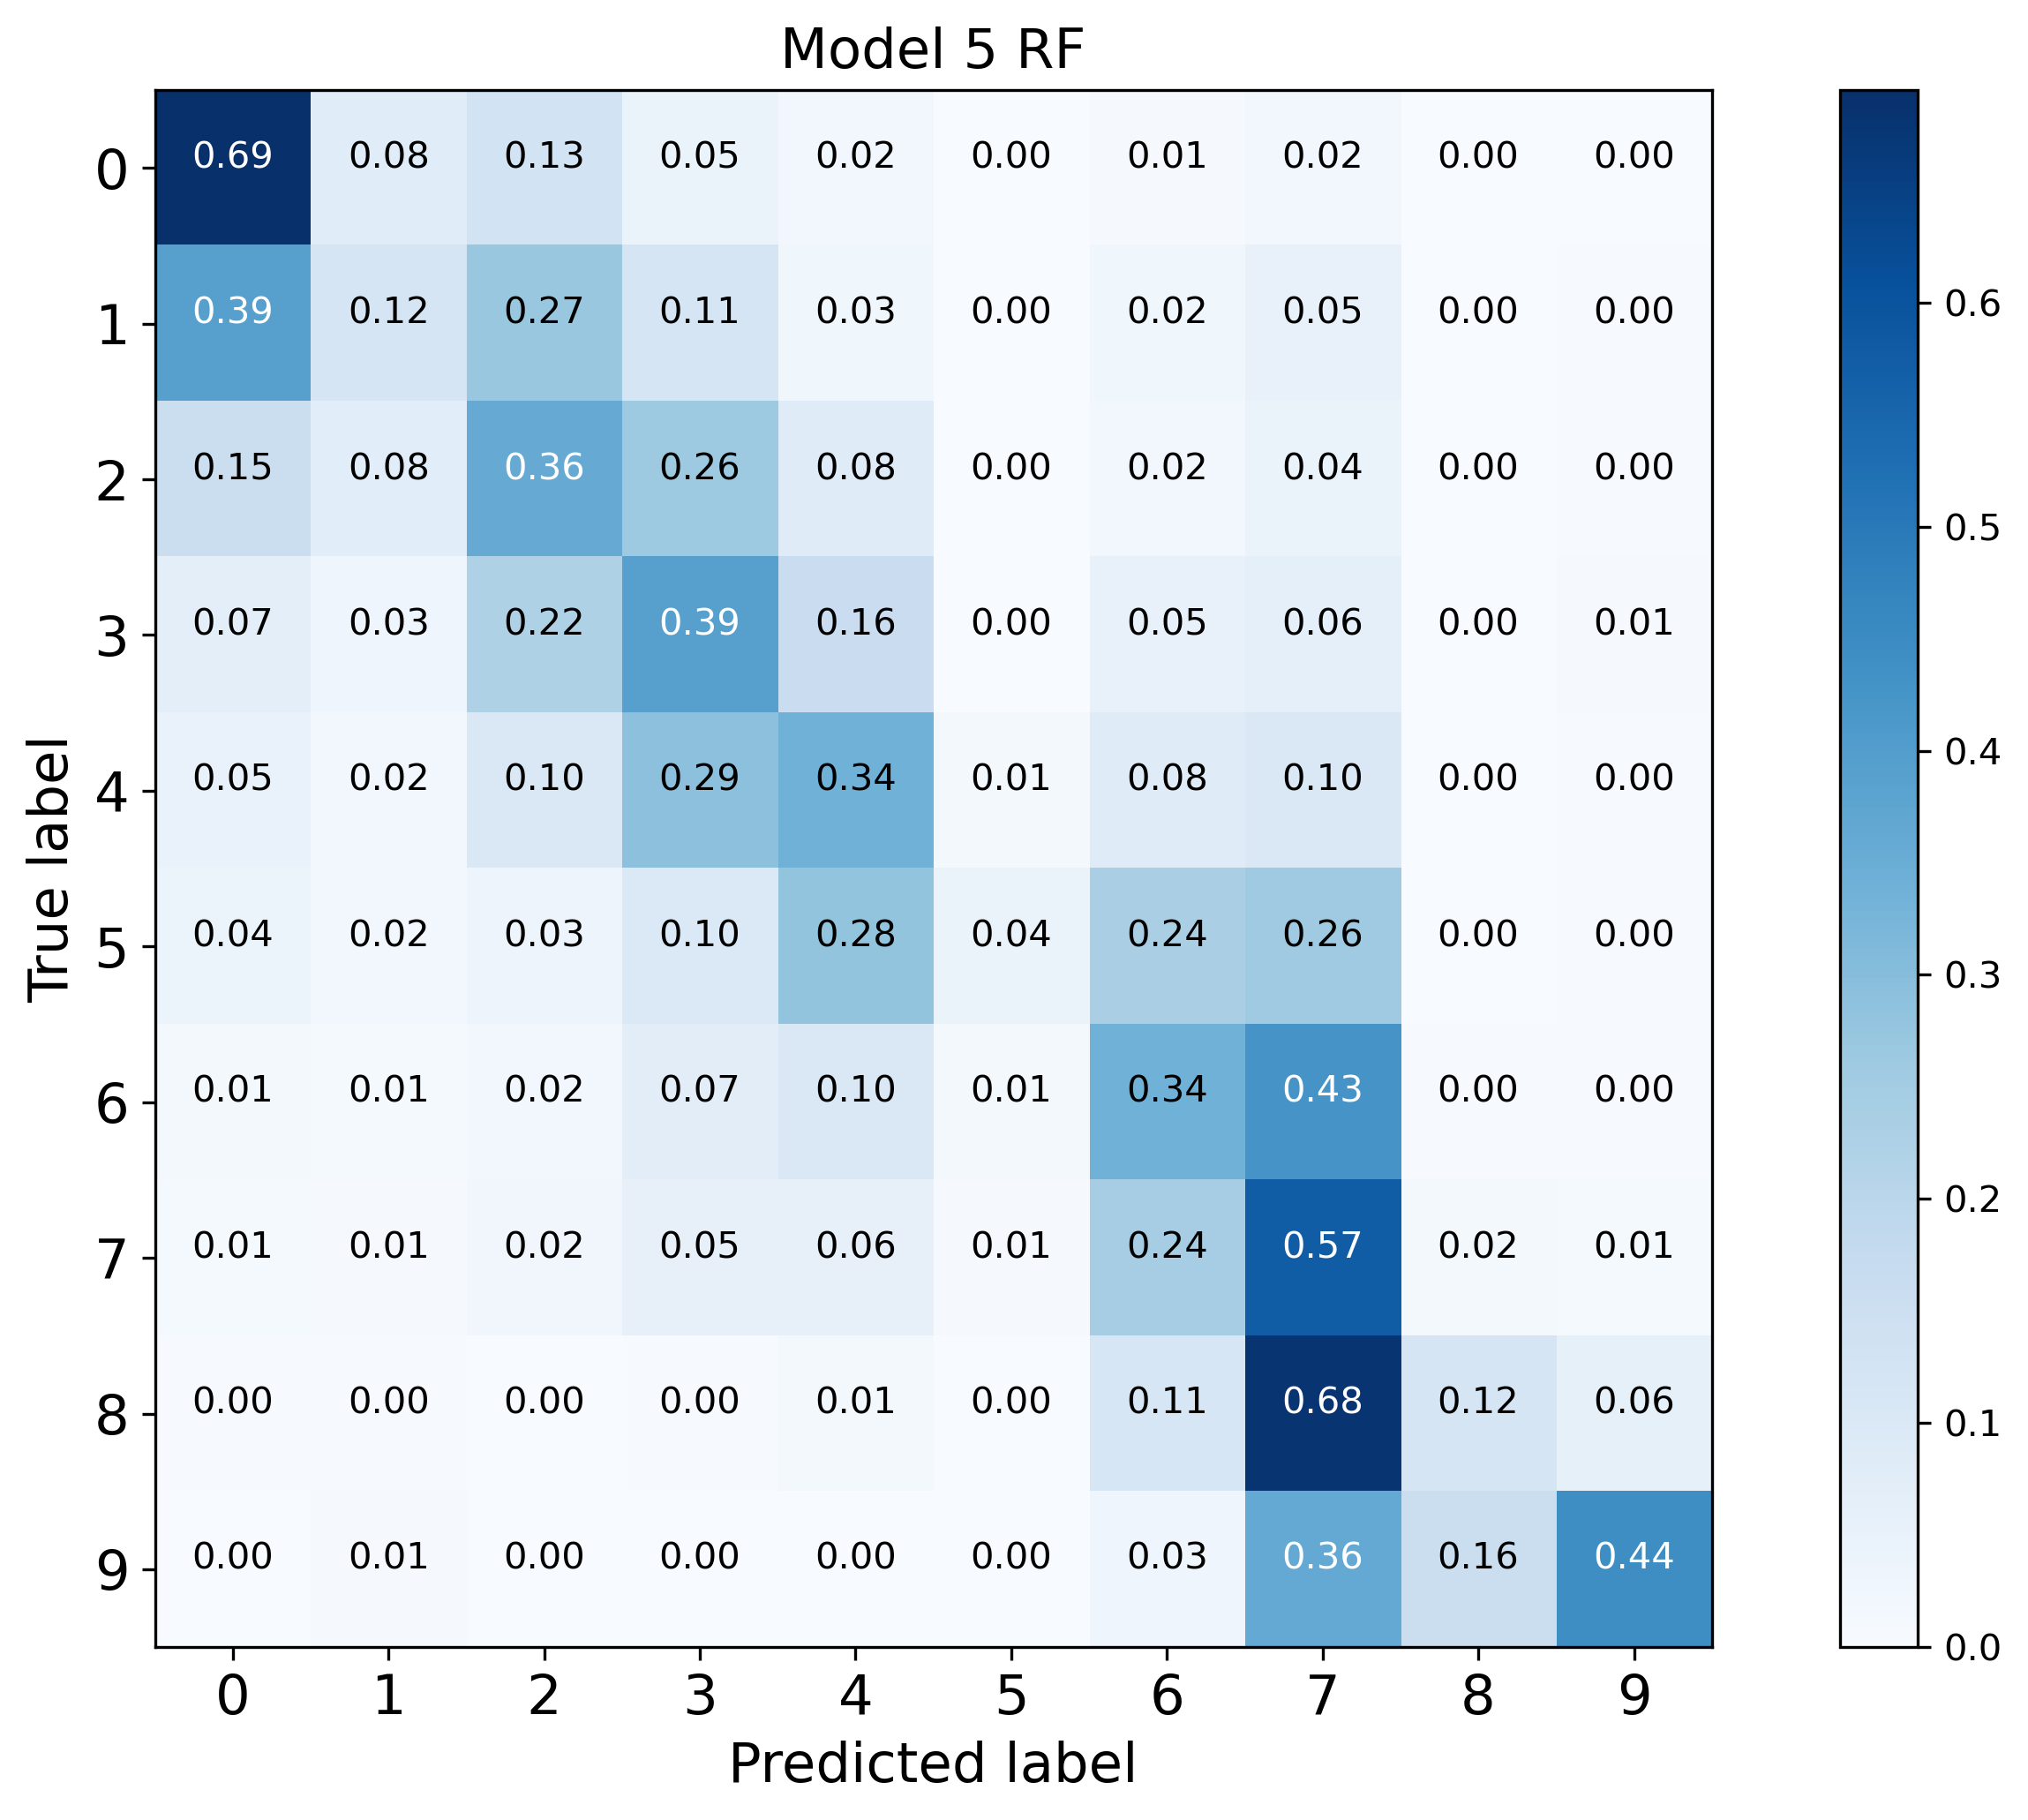 Model 5 RF
0 0.69 0.08 0.13 0.05 0.02 0.00 0.01 0.02 0.00 0.00
1 0.39 0.12 0.27 0.11 0.03 0.00 0.02 0.05 0.00 0.00
2 0.15 0.08 0.36 0.26 0.08 0.00 0.02 0.04 0.00 0.00
3 0.07 0.03 0.22 0.39 0.16 0.00 0.05 0.06 0.00 0.01
4 0.05 0.02 0.10 0.29 0.34 0.01 0.08 0.10 0.00 0.00
5 0.04 0.02 0.03 0.10 0.28 0.04 0.24 0.26 0.00 0.00
6 0.01 0.01 0.02 0.07 0.10 0.01 0.34 0.43 0.00 0.00
7 0.01 0.01 0.02 0.05 0.06 0.01 0.24 0.57 0.02 0.01
8 0.00 0.00 0.00 0.00 0.01 0.00 0.11 0.68 0.12 0.06
9 0.00 0.01 0.00 0.00 0.00 0.00 0.03 0.36 0.16 0.44
0 1 2 3 4 5 6 7 8 9
Predicted label
True label
0.6
0.5
0.4
0.3
0.2
0.1
0.0